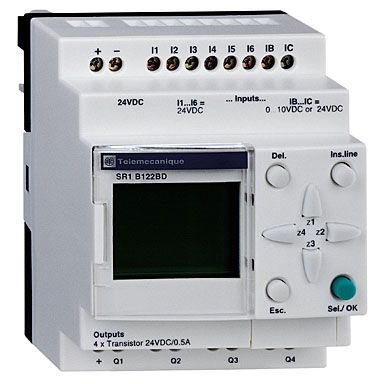 + − I1 I2 I3 I4 I5 I6 IB IC
24VDC I1...I6 = ... Inputs... IB...IC =
24VDC 0...10VDC or 24VDC
Telemecanique
SR1 B122BD
Del. Ins.line
z1
z4 z2
z3
Esc. Sel./ OK
Outputs
4 x Transistor 24VDC/0.5A
+ Q1 − Q2 Q3 Q4